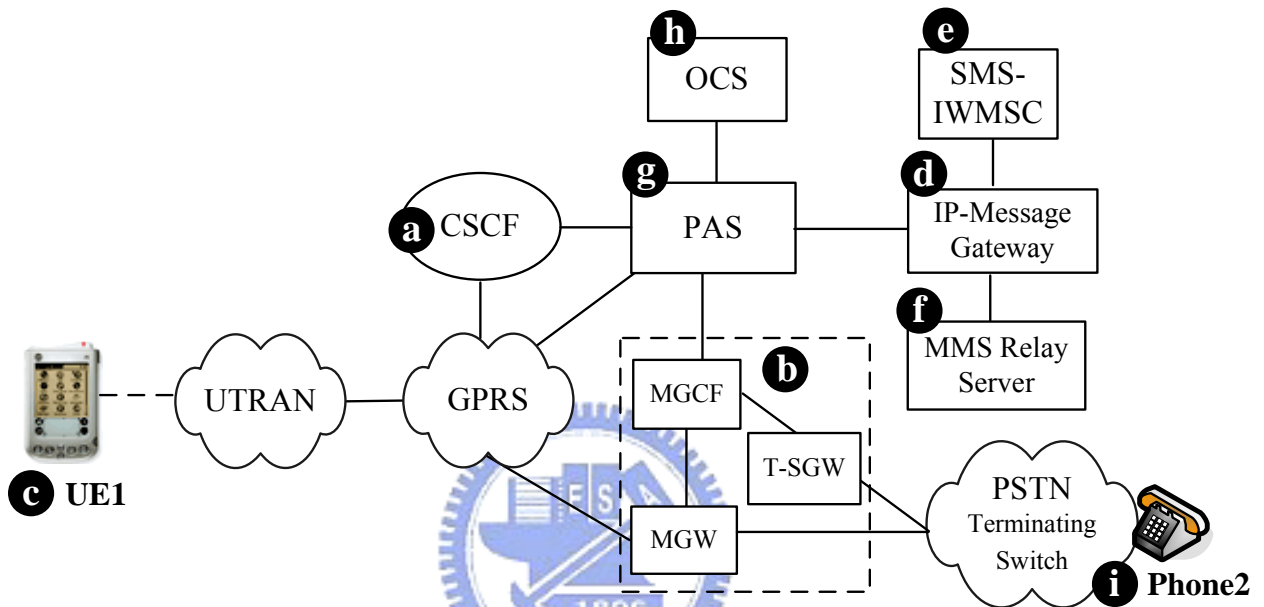 h
OCS
e
SMS-
IWMSC
g
PAS
d
IP-Message
Gateway
a
CSCF
f
MMS Relay
Server
UTRAN
GPRS
b
MGCF
T-SGW
MGW
c UE1
PSTN
Terminating
Switch
i Phone2
E S A
1896